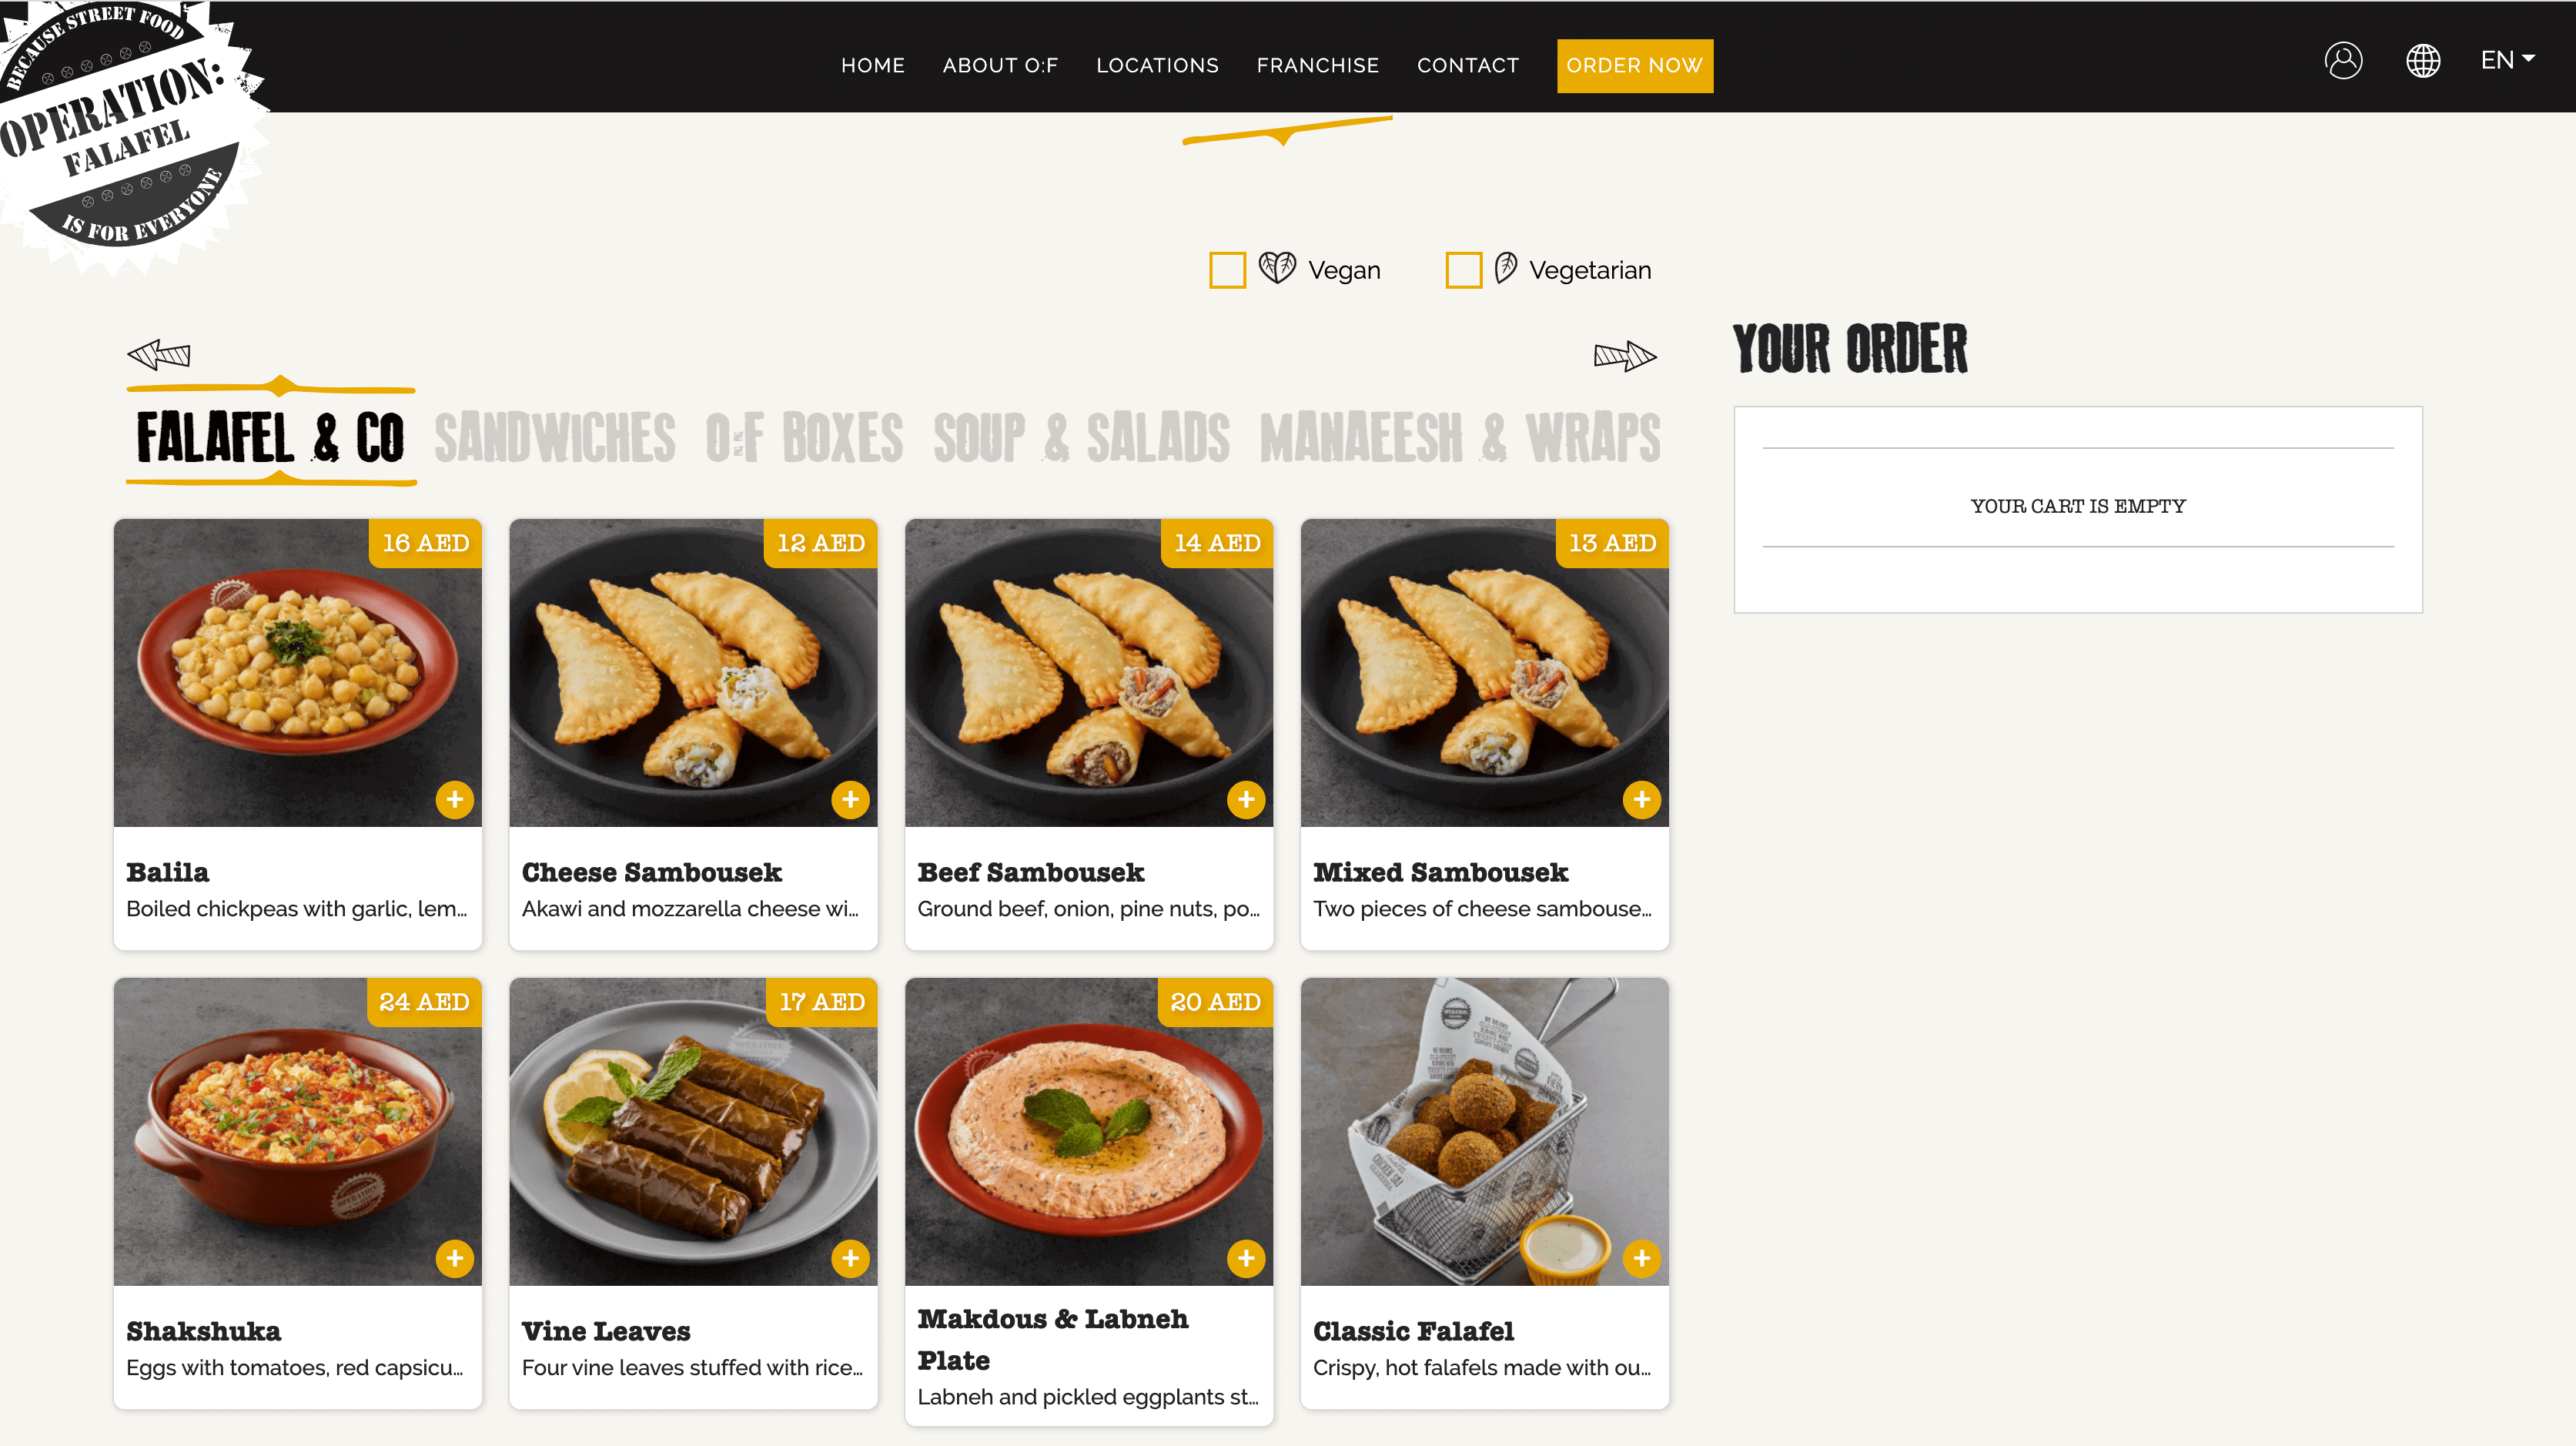 BECAUSE STREET FOOD
OPERATION:
FALAFEL
IS FOR EVERYONE
HOME ABOUT O:F LOCATIONS FRANCHISE CONTACT ORDER NOW
EN
Vegan Vegetarian
YOUR ORDER
FALAFEL & CO SANDWICHES O:F BOXES SOUP & SALADS MANAEESH & WRAPS
YOUR CART IS EMPTY
16 AED 12 AED 14 AED 13 AED
Balila Cheese Sambousek Beef Sambousek Mixed Sambousek
Boiled chickpeas with garlic, lem... Akawi and mozzarella cheese wi... Ground beef, onion, pine nuts, po... Two pieces of cheese sambouse...
24 AED 17 AED 20 AED
Shakshuka
Eggs with tomatoes, red capsicu...
Vine Leaves
Four vine leaves stuffed with rice...
Makdous & Labneh
Plate
Labneh and pickled eggplants st...
Classic Falafel
Crispy, hot falafels made with ou...